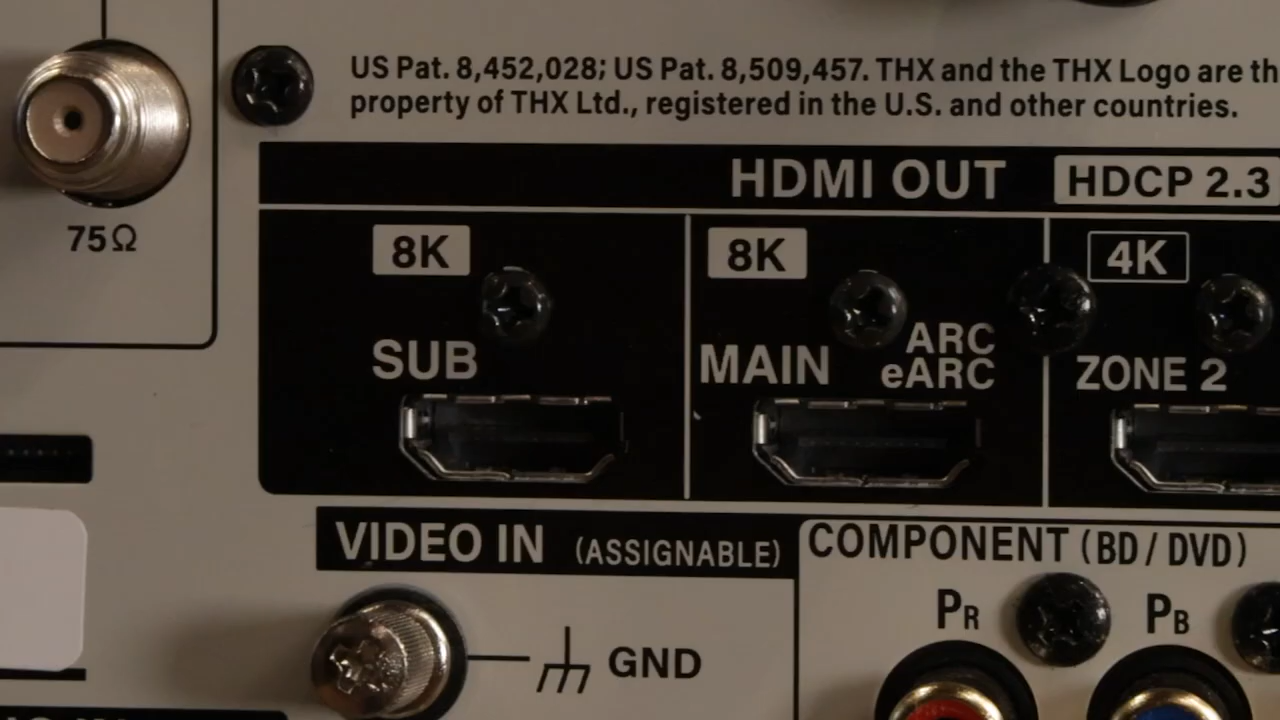 US Pat. 8,452,028; US Pat. 8,509,457. THX and the THX Logo are
property of THX Ltd., registered in the U.S. and other countries.
HDMI OUT HDCP 2.3
75Ω
8K 8K 4K
SUB MAIN ARC
eARC ZONE 2
VIDEO IN (ASSIGNABLE)
COMPONENT (BD / DVD)
PR PB
GND